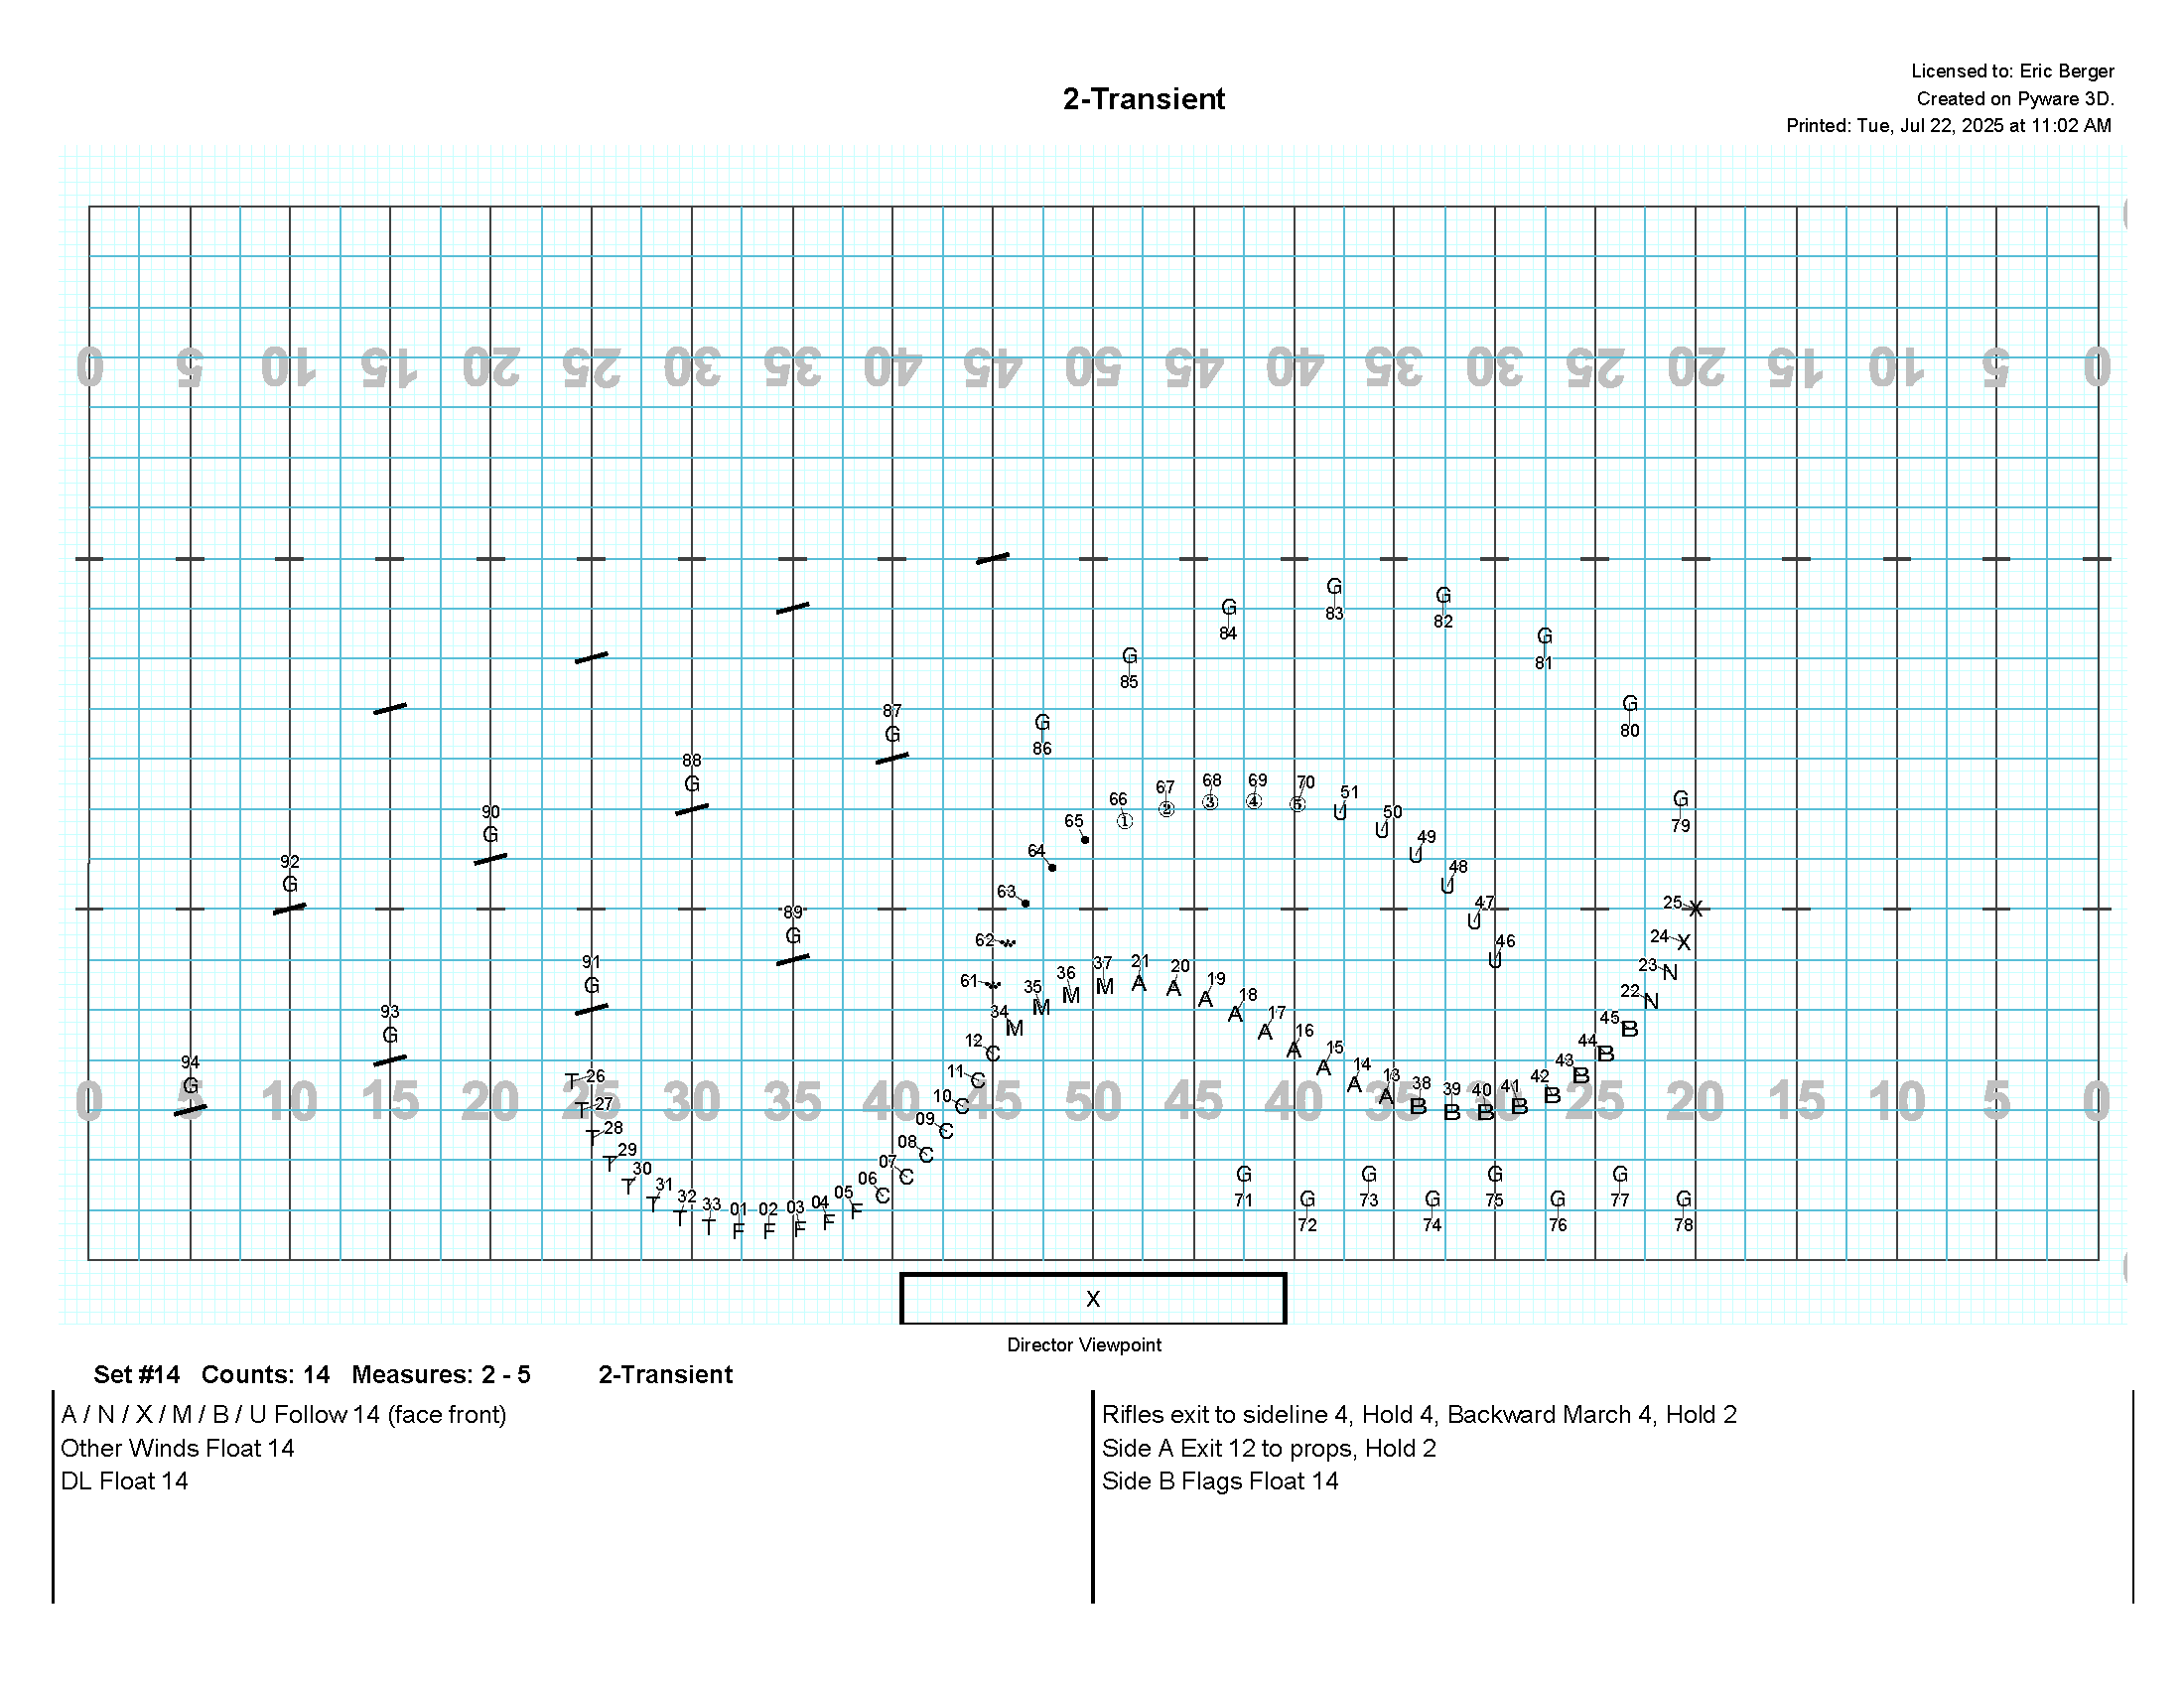 Licensed to: Eric Berger
2-Transient
Created on Pyware 3D.
Printed: Tue, Jul 22, 2025 at 11:02 AM
0 5 10 15 20 25 30 35 40 45 50 45 40 35 30 25 20 15 10 5 0
G 83
G 82
G 84
G 81
G 85
G 80
87 G
G 86
88 G
G 79
90 G
66 ①
67 ②
68 ③
69 ④
70 ⑤
51 U
50 U
65
49 U
64
48 U
92 G
63
47 U
25 X
89 G
62
46 U
24 X
91 G
61
23 N
22 N
34 M
35 M
36 M
37 M
21 A
20 A
19 A
18 A
17 A
16 A
15 A
14 A
13 A
93 G
94 G
38 B
39 B
40 B
41 B
42 B
43 B
44 B
45 B
0 5 10 15 20 25 30 35 40 45 50 45 40 35 30 25 20 15 10 5 0
T 26
T 27
T 28
T 29
T 30
T 31
32 T
33 T
01 F
02 F
03 F
04 F
05 F
06 C
07 C
08 C
09 C
10 C
11 C
12 C
G 71
G 72
G 73
G 74
G 75
G 76
G 77
G 78
X
Director Viewpoint
Set #14 Counts: 14 Measures: 2 - 5 2-Transient
A / N / X / M / B / U Follow 14 (face front)
Other Winds Float 14
DL Float 14
Rifles exit to sideline 4, Hold 4, Backward March 4, Hold 2
Side A Exit 12 to props, Hold 2
Side B Flags Float 14